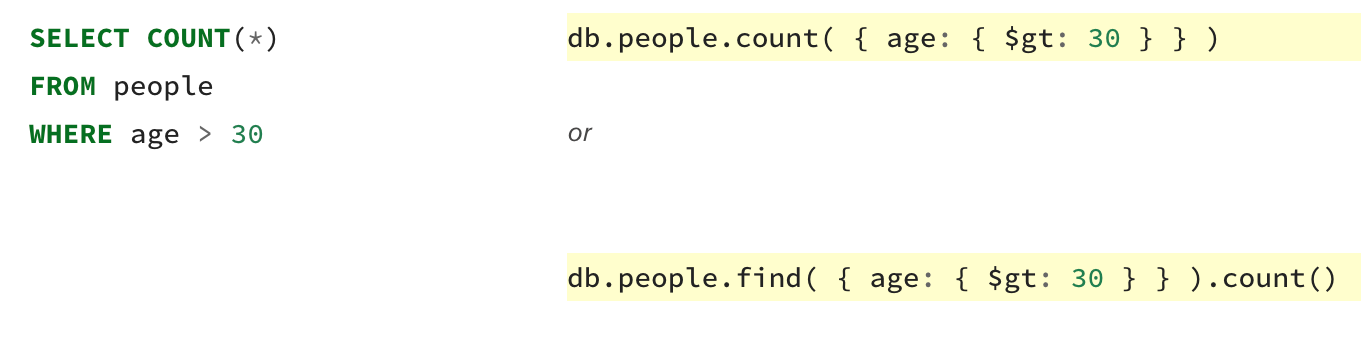 SELECT COUNT(*)
FROM people
WHERE age > 30
db.people.count( { age: { $gt: 30 } } )
or
db.people.find( { age: { $gt: 30 } } ).count()